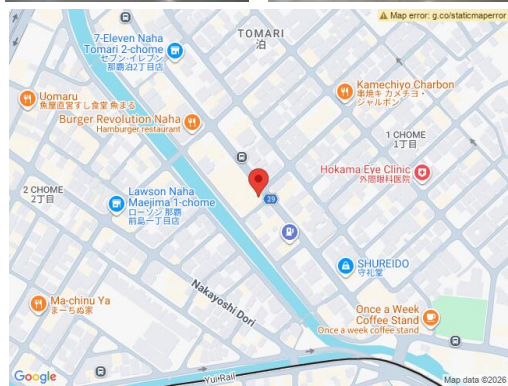 Map error: g.co/staticmaperror
7-Eleven Naha
Tomari 2-chome
セブン-イレブン
那覇泊2丁目店
TOMARI
泊
Uomaru
魚屋直営すし食堂 魚まる
Burger Revolution Naha
Hamburger restaurant
Kamechiyo Charbon
串焼き カメチヨ・
シャルボン
1 CHOME
1丁目
Hokama Eye Clinic
外間眼科医院
2 CHOME
2丁目
Lawson Naha
Maejima 1-chome
ローソン 那覇
前島一丁目店
29
SHUREIDO
守礼堂
Nakayoshi Dori
Ma-chinu Ya
まーちぬ家
Once a Week
Coffee Stand
Once a week coffee stand
Yui Rail
Google
Map data ©2026